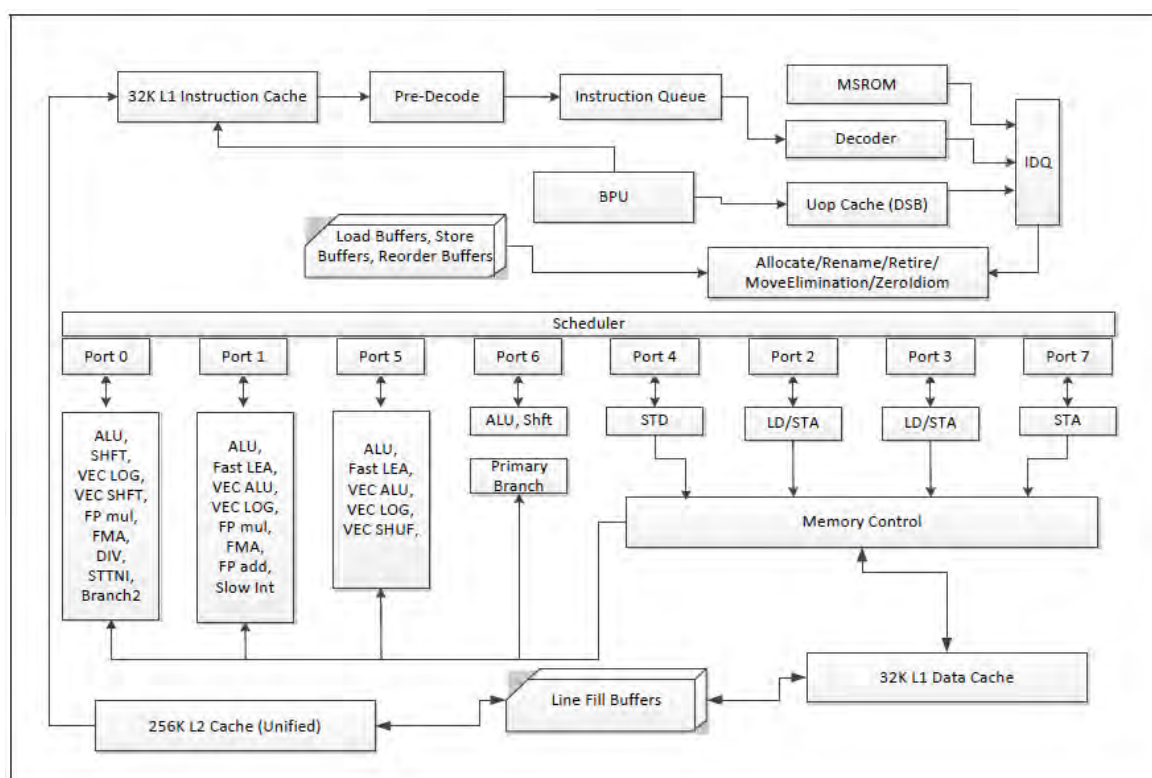 32K L1 Instruction Cache
Pre-Decode
Instruction Queue
MSROM
Decoder
IDQ
BPU
Uop Cache (DSB)
Load Buffers, Store
Buffers, Reorder Buffers
Allocate/Rename/Retire/
MoveElimination/ZeroIdiom
Scheduler
Port 0
Port 1
Port 5
Port 6
Port 4
Port 2
Port 3
Port 7
ALU,
SHFT,
VEC LOG,
VEC SHFT,
FP mul,
FMA,
DIV,
STTNI,
Branch2
ALU,
Fast LEA,
VEC ALU,
VEC LOG,
FP mul,
FMA,
FP add,
Slow Int
ALU,
Fast LEA,
VEC ALU,
VEC LOG,
VEC SHUF,
ALU, Shft
Primary
Branch
STD
LD/STA
LD/STA
STA
Memory Control
32K L1 Data Cache
Line Fill Buffers
256K L2 Cache (Unified)